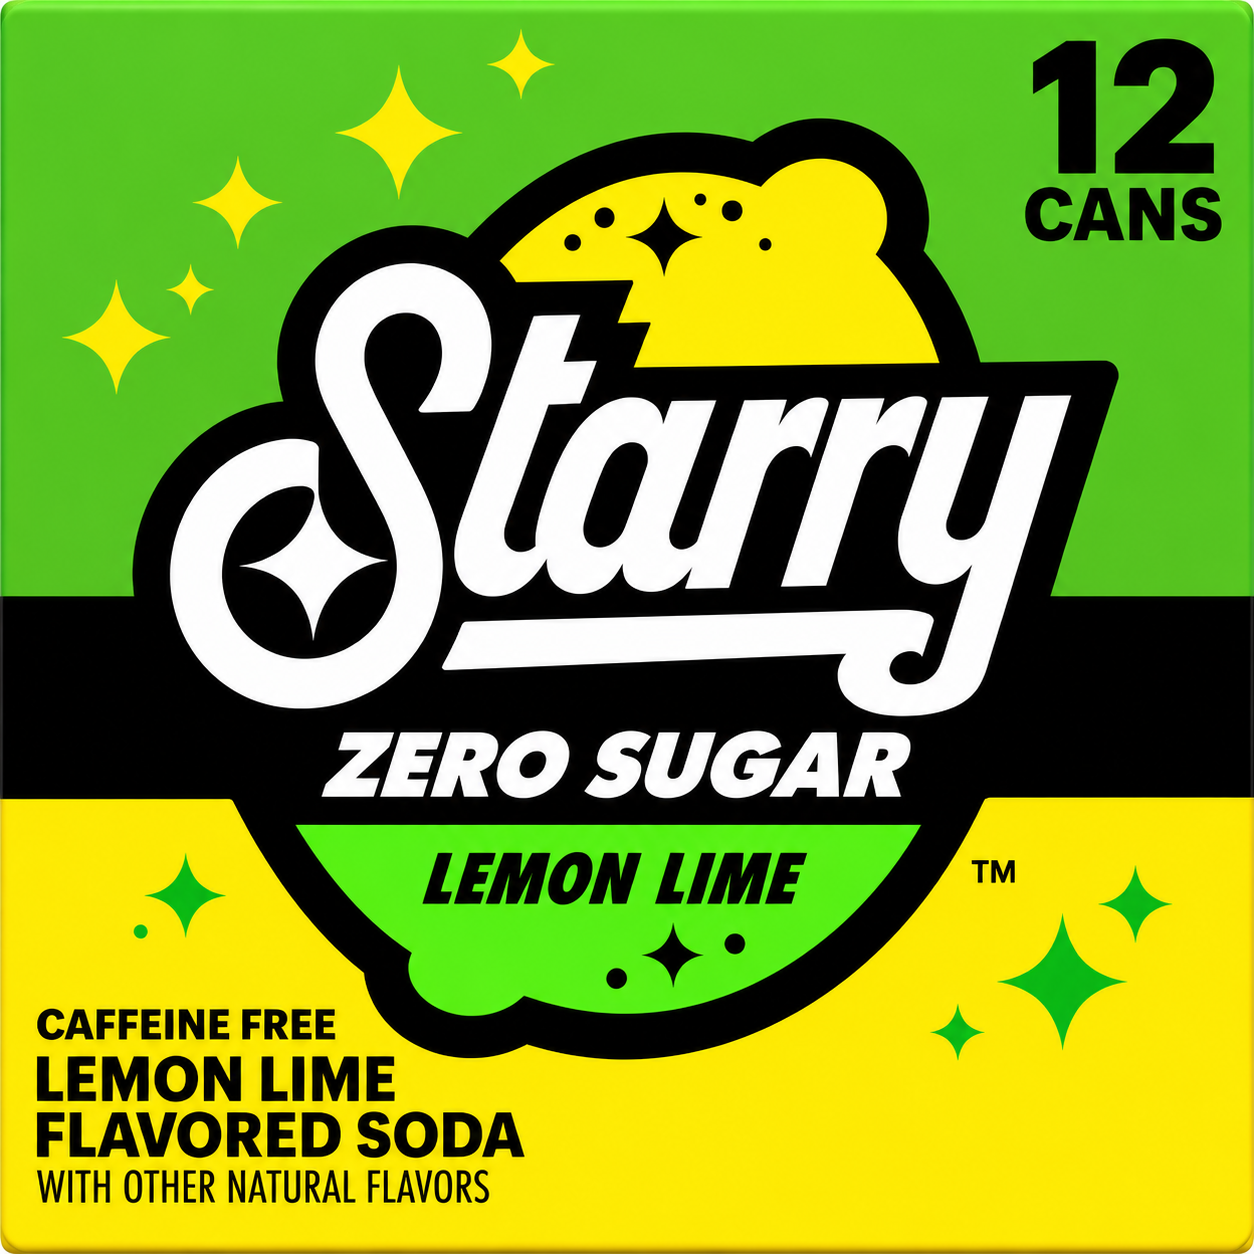 12
CANS
Starry
ZERO SUGAR
LEMON LIME
TM
CAFFEINE FREE
LEMON LIME
FLAVORED SODA
WITH OTHER NATURAL FLAVORS